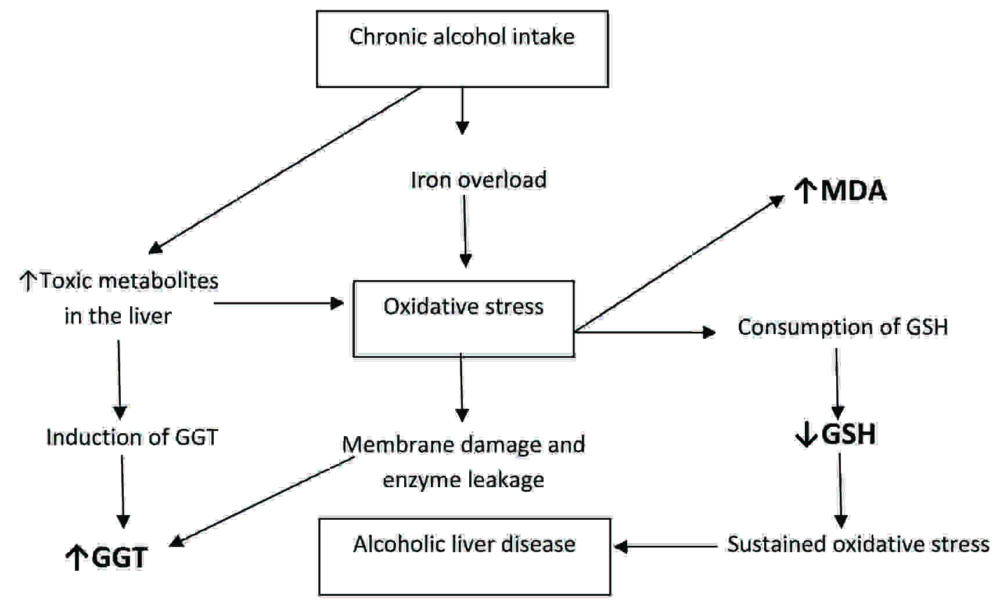 Chronic alcohol intake
Iron overload
↑MDA
↑Toxic metabolites
in the liver
Oxidative stress
Consumption of GSH
Induction of GGT
Membrane damage and
enzyme leakage
↓GSH
↑GGT
Alcoholic liver disease
Sustained oxidative stress